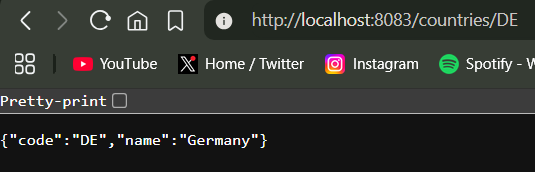 http://localhost:8083/countries/DE
YouTube Home / Twitter Instagram Spotify - W
Pretty-print
{"code":"DE","name":"Germany"}